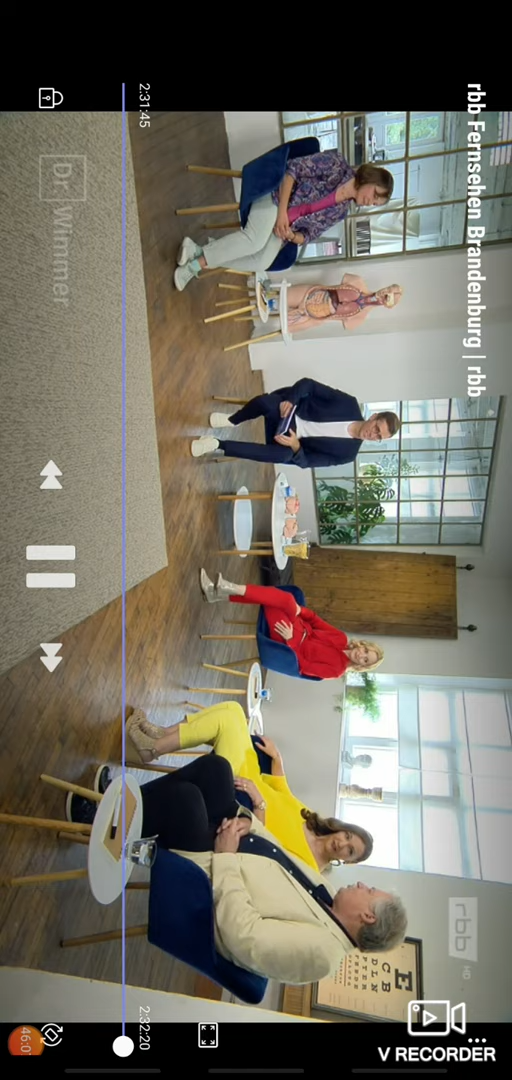 rbb Fernsehen Brandenburg | rbb
rbb HD
E
C B
D L N
P T E R
Dr. Wimmer
2:31:45
2:32:20
46:0
V RECORDER